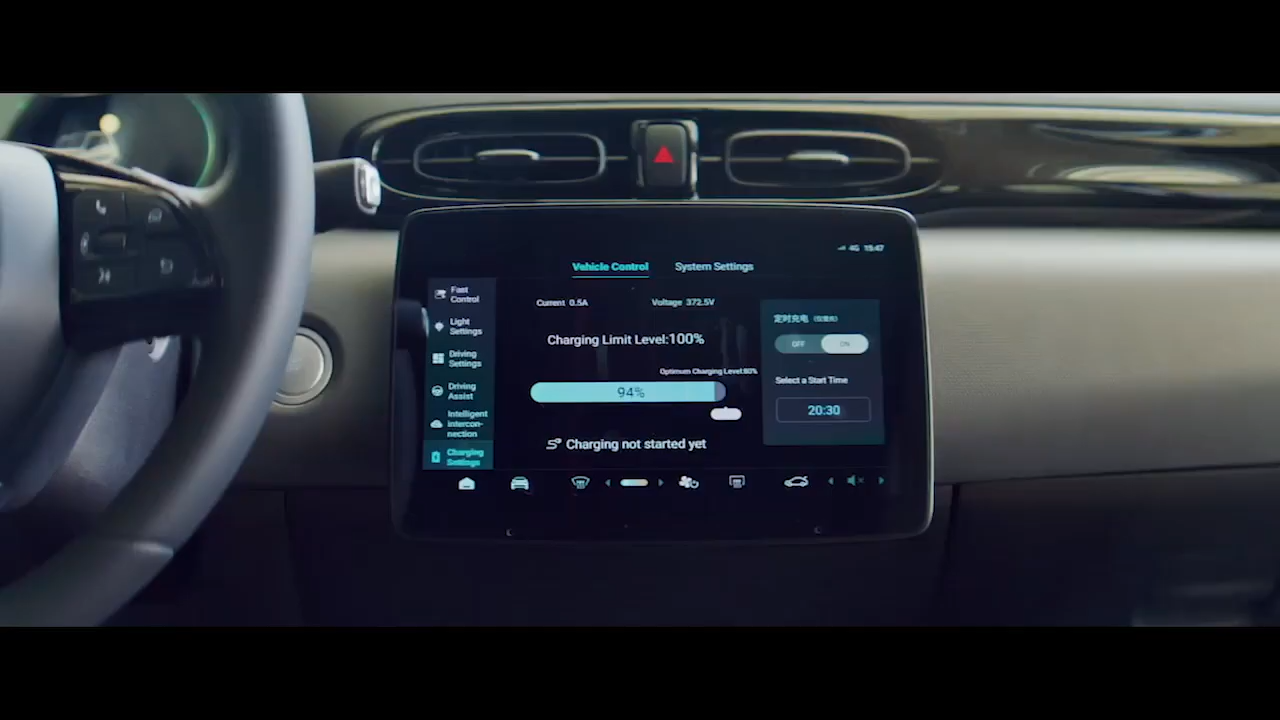 4G 15:47
Vehicle Control System Settings
Fast
Control
Light
Settings
Driving
Settings
Driving
Assist
Intelligent
intercon-
nection
Charging
Settings
Current 0.5A Voltage 372.5V
Charging Limit Level:100%
Optimum Charging Level:80%
94%
Charging not started yet
定时充电
OFF ON
Select a Start Time
20:30